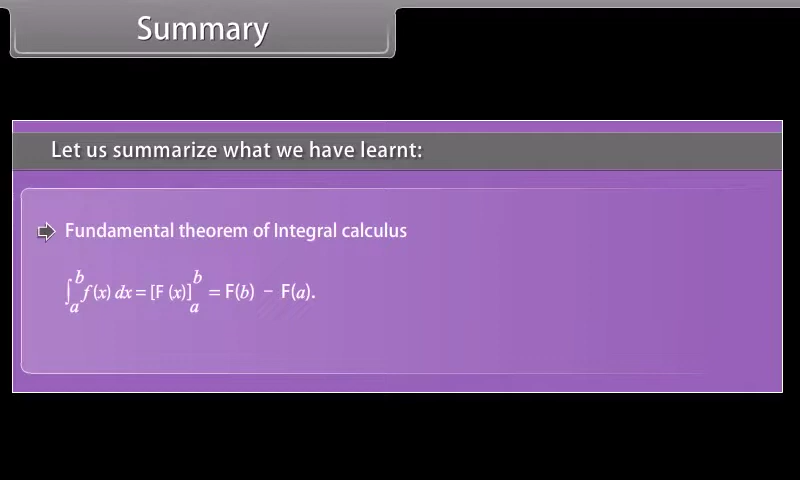 Summary
Let us summarize what we have learnt:
Fundamental theorem of Integral calculus
∫_a^b f(x) dx = [F (x)]_a^b = F(b) − F(a).